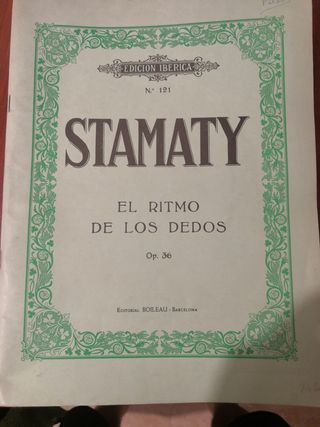 EDICION IBERICA
N.º 121
STAMATY
EL RITMO
DE LOS DEDOS
Op. 36
EDITORIAL BOILEAU - BARCELONA